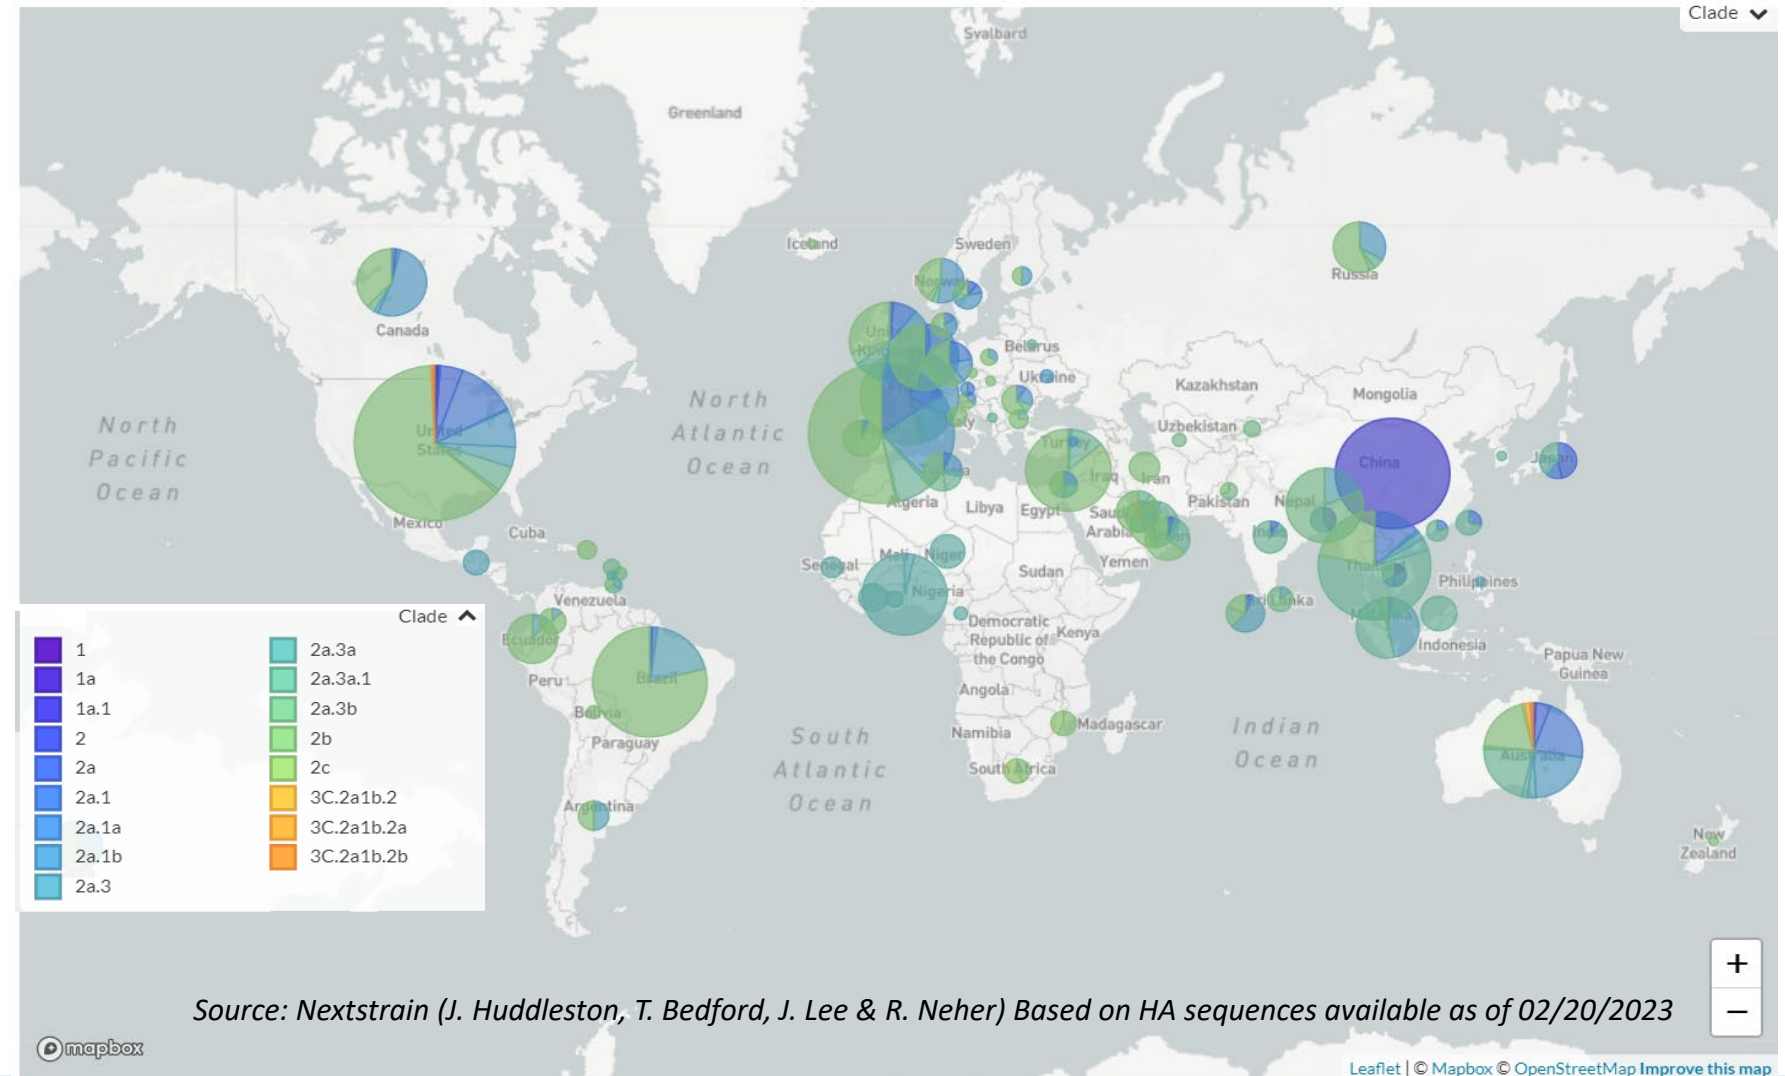 Clade
Svalbard
Greenland
Iceland
Sweden
Norway
Russia
Canada
United
Kingdom
Belarus
Ukraine
Kazakhstan
Mongolia
North
Atlantic
Ocean
North
Pacific
Ocean
United
States
Italy
Turkey
Uzbekistan
China
Japan
Mexico
Cuba
Algeria
Libya
Egypt
Iraq
Iran
Saudi
Arabia
Pakistan
Nepal
India
Yemen
Senegal
Mali
Niger
Sudan
Nigeria
Thailand
Philippines
Venezuela
Democratic
Republic of
the Congo
Kenya
Sri Lanka
Malaysia
Indonesia
Papua New
Guinea
Ecuador
Peru
Brazil
Bolivia
Paraguay
Argentina
Angola
Namibia
Madagascar
South Africa
South
Atlantic
Ocean
Indian
Ocean
Australia
New
Zealand
Clade
1
1a
1a.1
2
2a
2a.1
2a.1a
2a.1b
2a.3
2a.3a
2a.3a.1
2a.3b
2b
2c
3C.2a1b.2
3C.2a1b.2a
3C.2a1b.2b
+
−
Source: Nextstrain (J. Huddleston, T. Bedford, J. Lee & R. Neher) Based on HA sequences available as of 02/20/2023
mapbox
Leaflet | © Mapbox © OpenStreetMap Improve this map